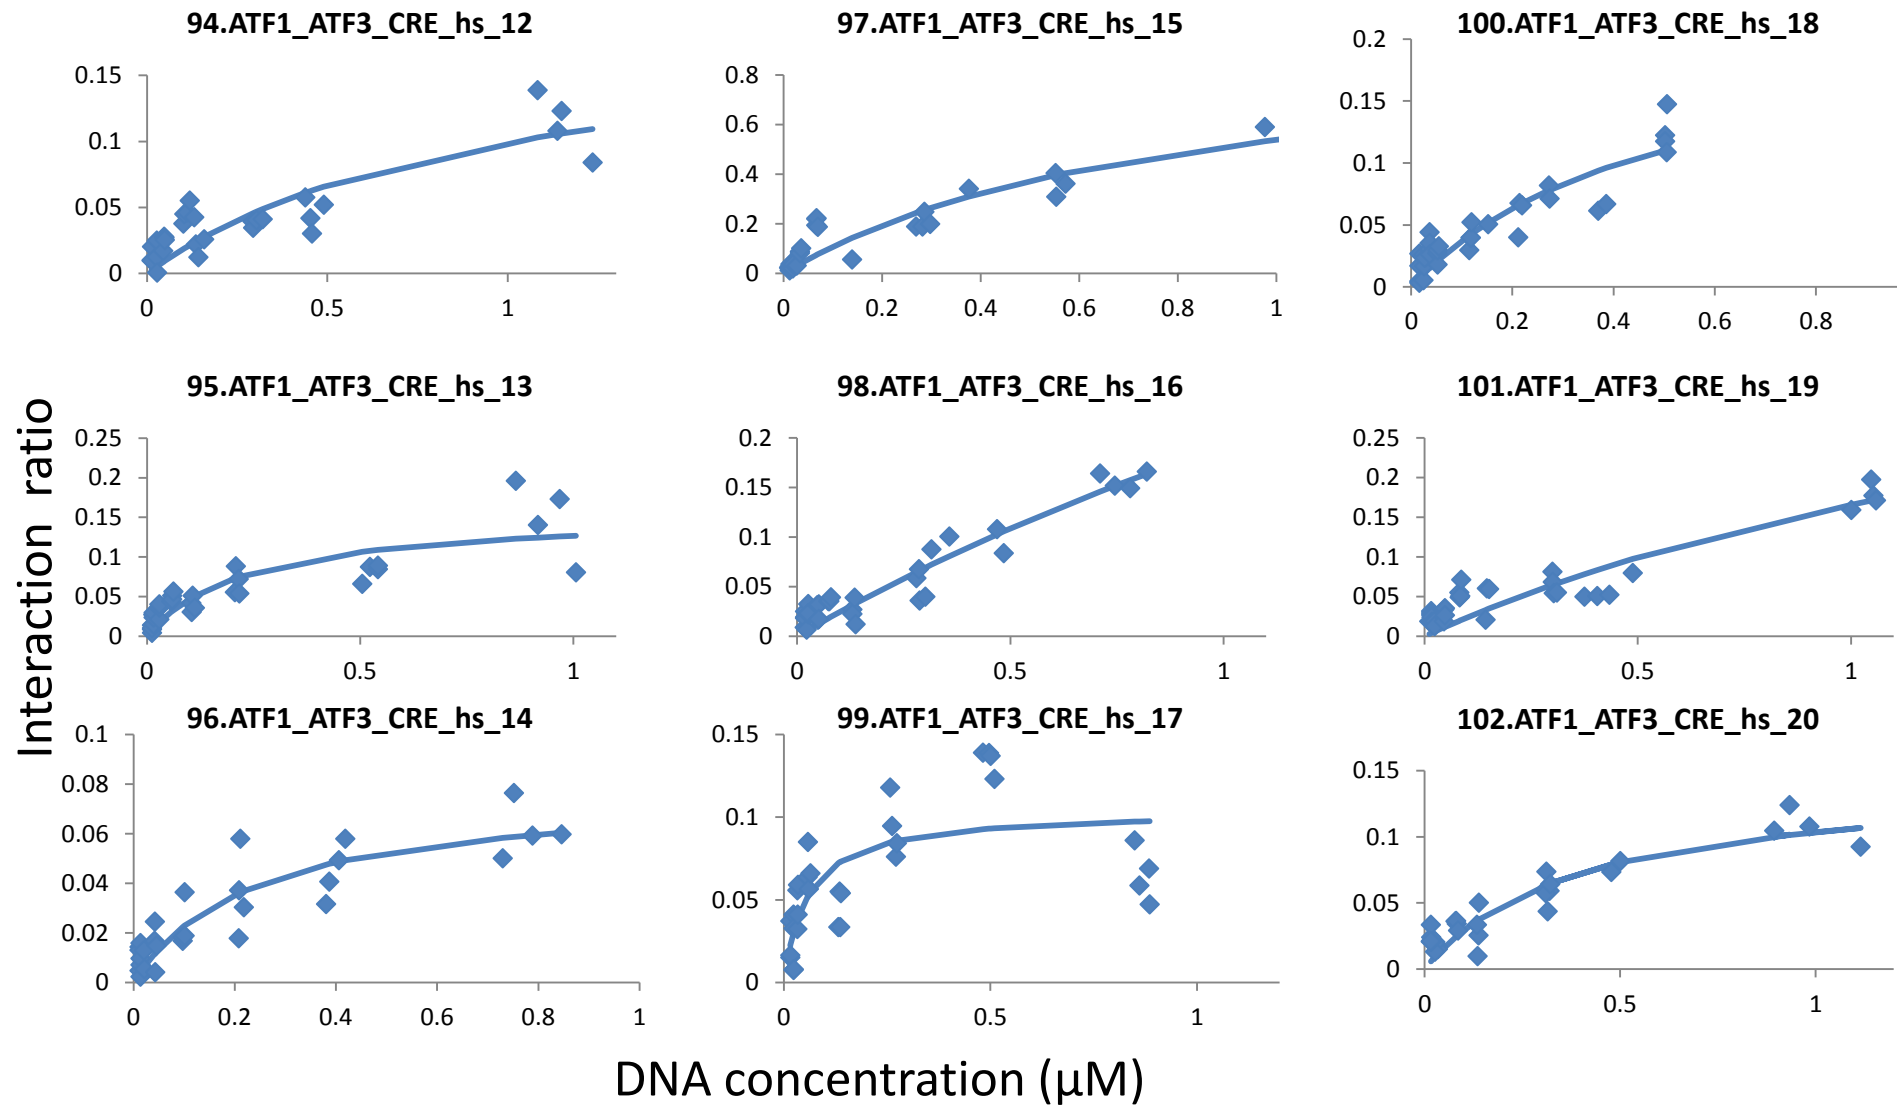 94.ATF1_ATF3_CRE_hs_12
0.15
0.1
0.05
0
0 0.5 1
97.ATF1_ATF3_CRE_hs_15
0.8
0.6
0.4
0.2
0
0 0.2 0.4 0.6 0.8 1
100.ATF1_ATF3_CRE_hs_18
0.2
0.15
0.1
0.05
0
0 0.2 0.4 0.6 0.8
Interaction ratio
95.ATF1_ATF3_CRE_hs_13
0.25
0.2
0.15
0.1
0.05
0
0 0.5 1
98.ATF1_ATF3_CRE_hs_16
0.2
0.15
0.1
0.05
0
0 0.5 1
101.ATF1_ATF3_CRE_hs_19
0.25
0.2
0.15
0.1
0.05
0
0 0.5 1
96.ATF1_ATF3_CRE_hs_14
0.1
0.08
0.06
0.04
0.02
0
0 0.2 0.4 0.6 0.8 1
99.ATF1_ATF3_CRE_hs_17
0.15
0.1
0.05
0
0 0.5 1
102.ATF1_ATF3_CRE_hs_20
0.15
0.1
0.05
0
0 0.5 1
DNA concentration (μM)